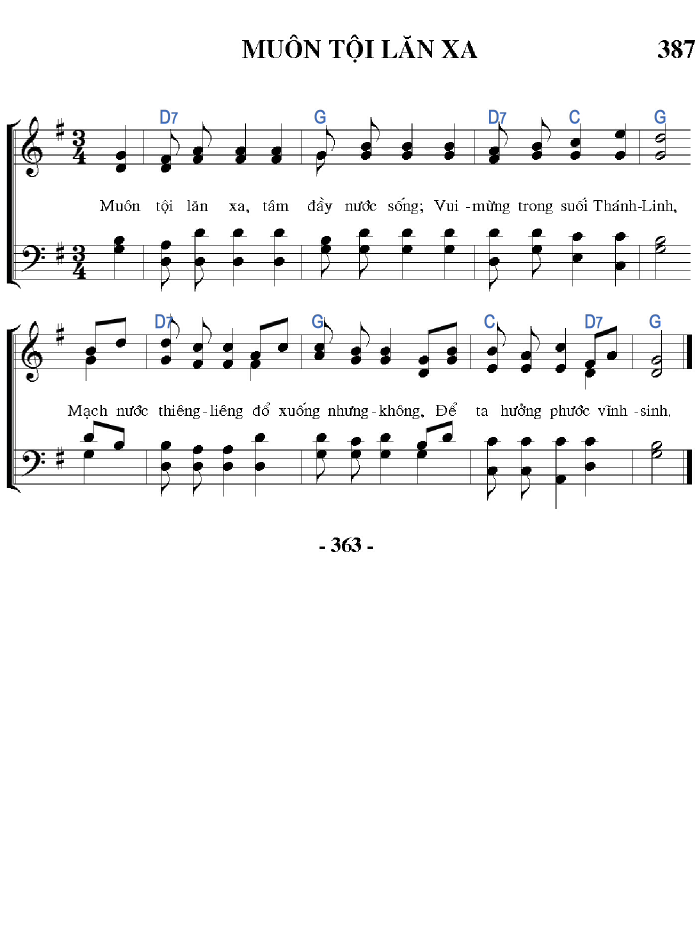 MUÔN TỘI LĂN XA 387
D7 G D7 C G
3 4
Muôn tội lăn xa, tâm đầy nước sống; Vui-mừng trong suối Thánh-Linh,
3 4
D7 G C D7 G
Mạch nước thiêng-liêng đổ xuống nhưng-không, Để ta hưởng phước vĩnh-sinh.
- 363 -